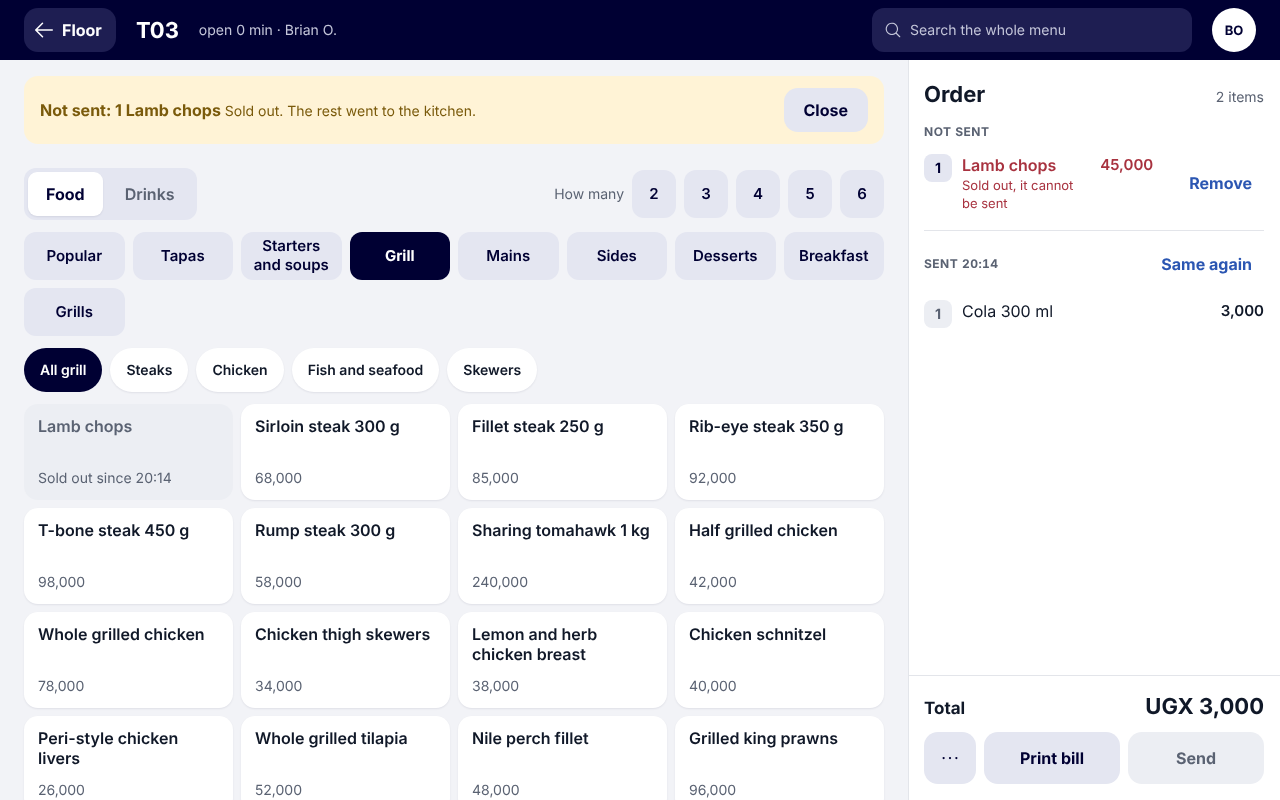 Floor
T03
open 0 min · Brian O.
Search the whole menu
BO
Not sent: 1 Lamb chops Sold out. The rest went to the kitchen.
Close
Food
Drinks
How many
2
3
4
5
6
Popular
Tapas
Starters
and soups
Grill
Mains
Sides
Desserts
Breakfast
Grills
All grill
Steaks
Chicken
Fish and seafood
Skewers
Lamb chops
Sold out since 20:14
Sirloin steak 300 g
68,000
Fillet steak 250 g
85,000
Rib-eye steak 350 g
92,000
T-bone steak 450 g
98,000
Rump steak 300 g
58,000
Sharing tomahawk 1 kg
240,000
Half grilled chicken
42,000
Whole grilled chicken
78,000
Chicken thigh skewers
34,000
Lemon and herb
chicken breast
38,000
Chicken schnitzel
40,000
Peri-style chicken
livers
26,000
Whole grilled tilapia
52,000
Nile perch fillet
48,000
Grilled king prawns
96,000
Order
2 items
NOT SENT
1
Lamb chops
45,000
Sold out, it cannot
be sent
Remove
SENT 20:14
Same again
1
Cola 300 ml
3,000
Total
UGX 3,000
···
Print bill
Send